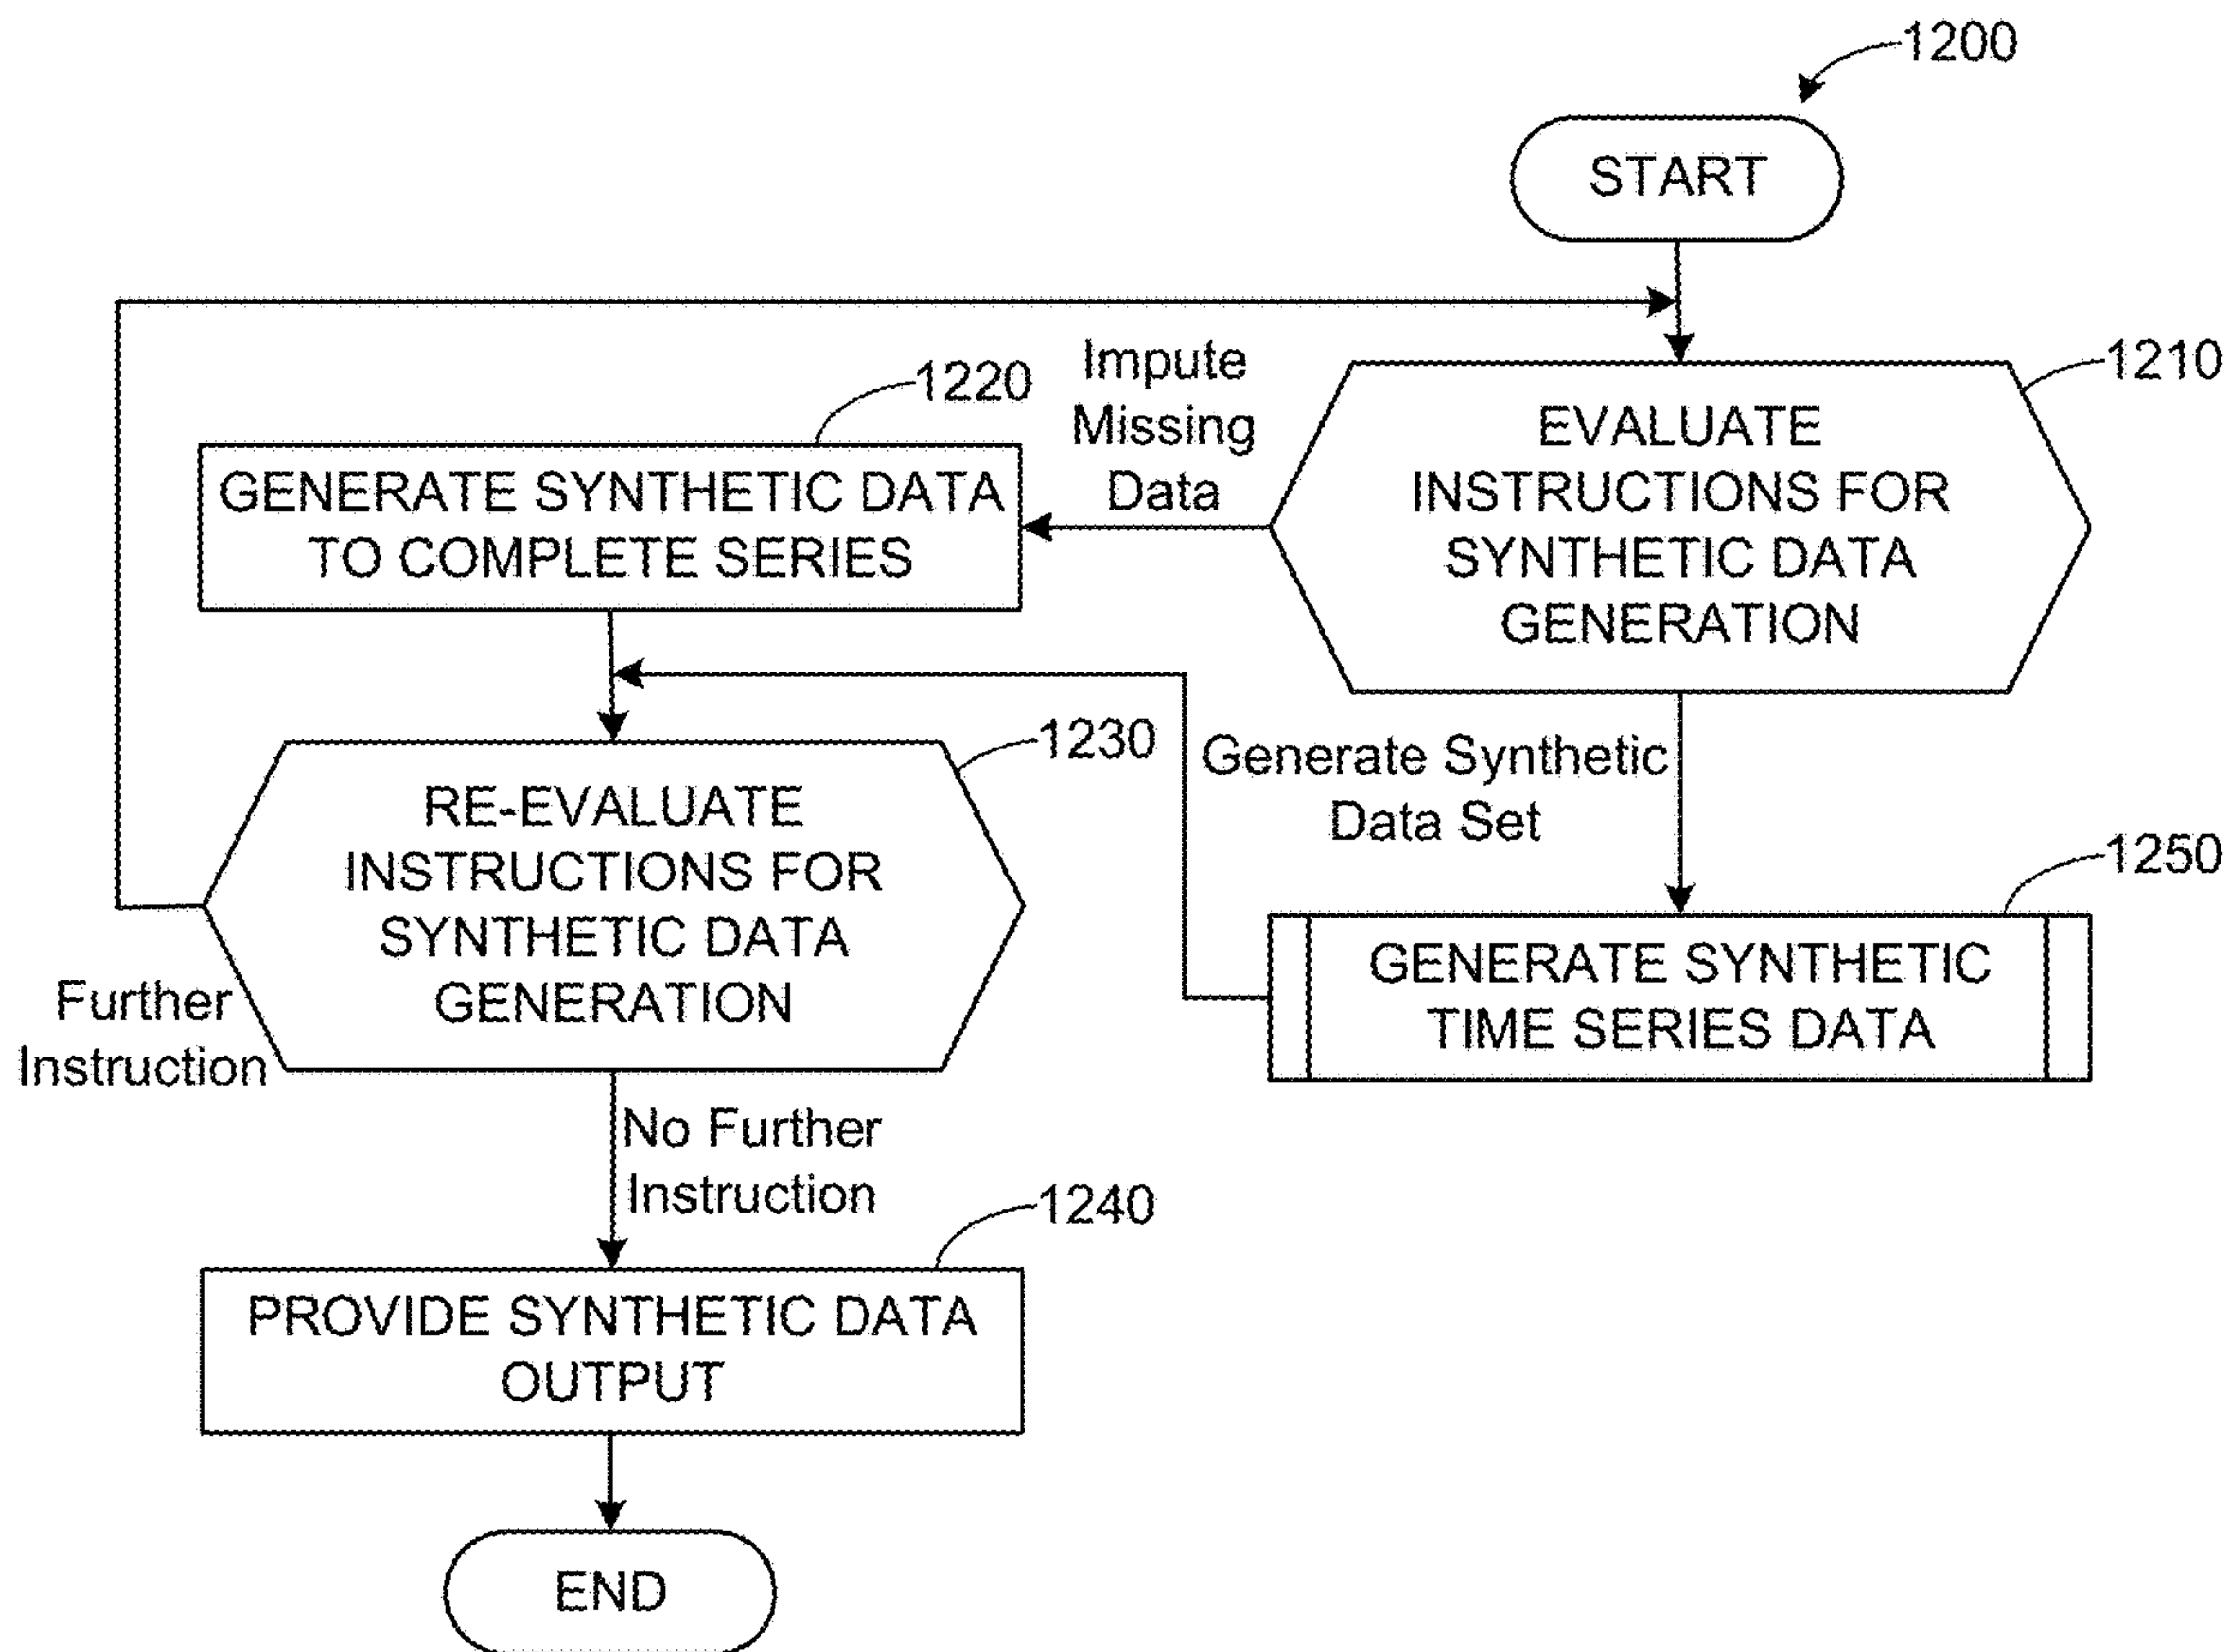 1200
START
1210
EVALUATE
INSTRUCTIONS FOR
SYNTHETIC DATA
GENERATION
Impute
Missing
Data
1220
GENERATE SYNTHETIC DATA
TO COMPLETE SERIES
1230
RE-EVALUATE
INSTRUCTIONS FOR
SYNTHETIC DATA
GENERATION
Generate Synthetic
Data Set
1250
GENERATE SYNTHETIC
TIME SERIES DATA
Further
Instruction
No Further
Instruction
1240
PROVIDE SYNTHETIC DATA
OUTPUT
END